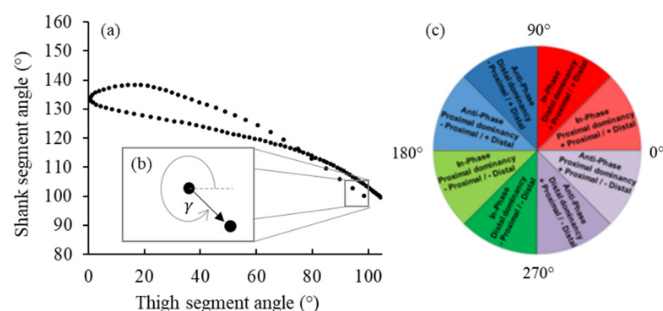 (a)
Shank segment angle (°)
160
150
140
130
120
110
100
90
80
0
20
40
60
80
100
Thigh segment angle (°)
(b)
γ
(c)
90°
0°
180°
270°
In-Phase
Distal dominancy
+ Proximal / + Distal
In-Phase
Proximal dominancy
+ Proximal / + Distal
Anti-Phase
Proximal dominancy
+ Proximal / - Distal
Anti-Phase
Distal dominancy
+ Proximal / - Distal
In-Phase
Distal dominancy
- Proximal / - Distal
In-Phase
Proximal dominancy
- Proximal / - Distal
Anti-Phase
Proximal dominancy
- Proximal / + Distal
Anti-Phase
Distal dominancy
- Proximal / + Distal